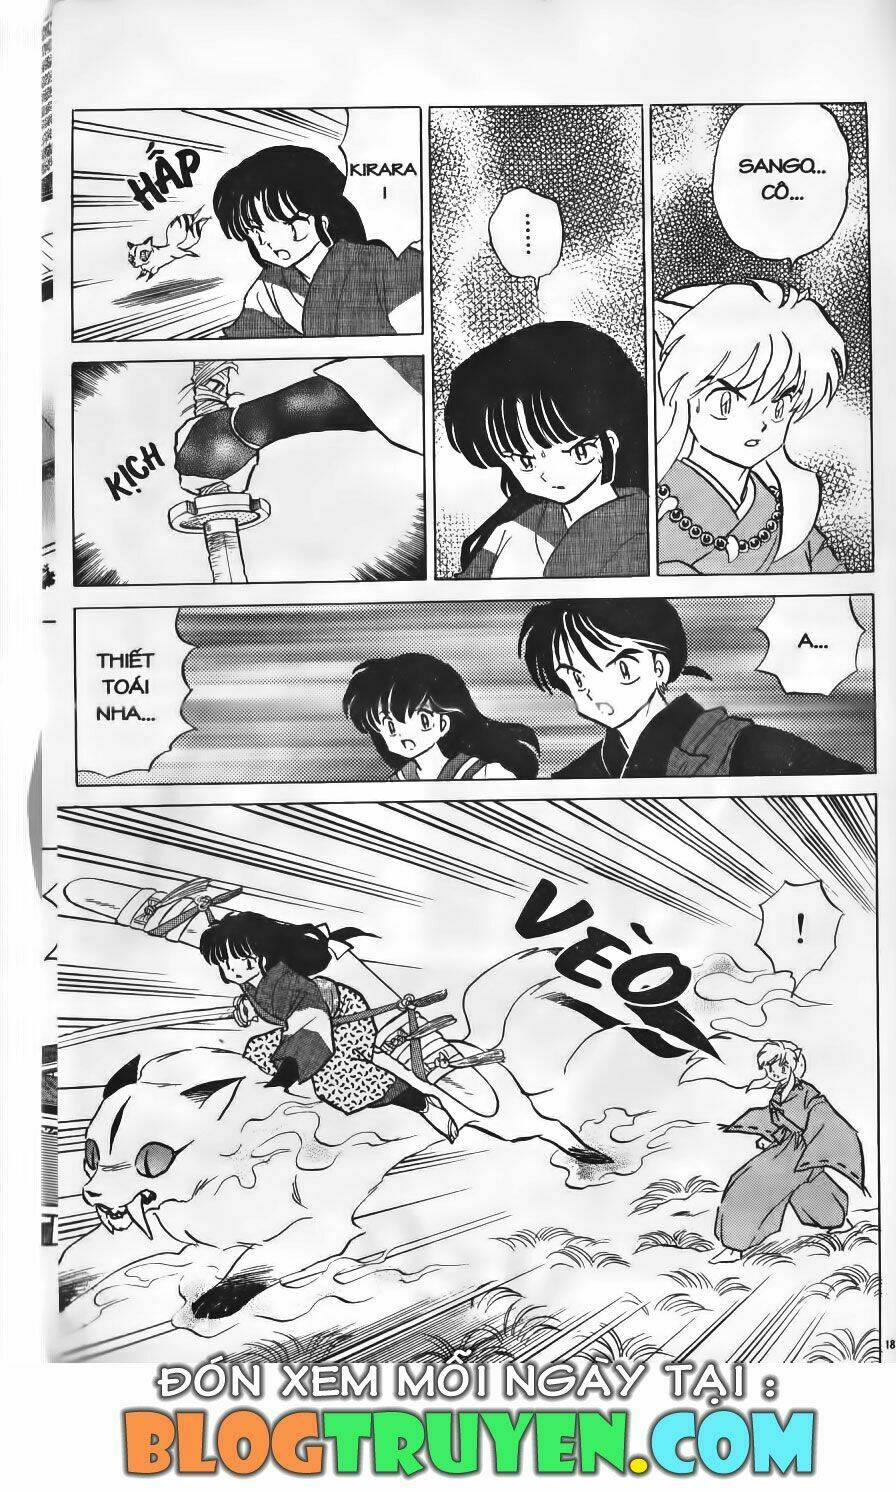 SANGO...
CÔ...
......
KIRARA
!
HẤP
KỊCH
A...
THIẾT
TOÁI
NHA...
!
VÈO
18
ĐÓN XEM MỖI NGÀY TẠI :
BLOGTRUYEN.COM